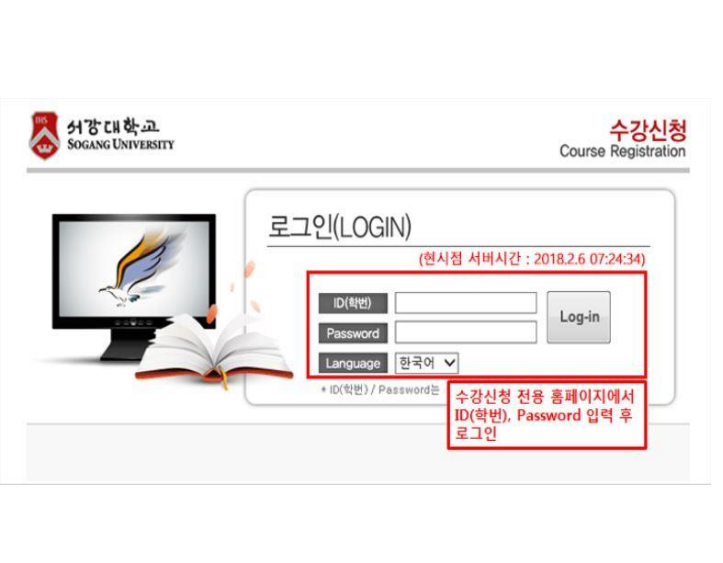 IHS
서강대학교
SOGANG UNIVERSITY
수강신청
Course Registration
로그인(LOGIN)
(현시점 서버시간 : 2018.2.6 07:24:34)
ID(학번)
Log-in
Password
Language 한국어
* ID(학번) / Password는
수강신청 전용 홈페이지에서
ID(학번), Password 입력 후
로그인